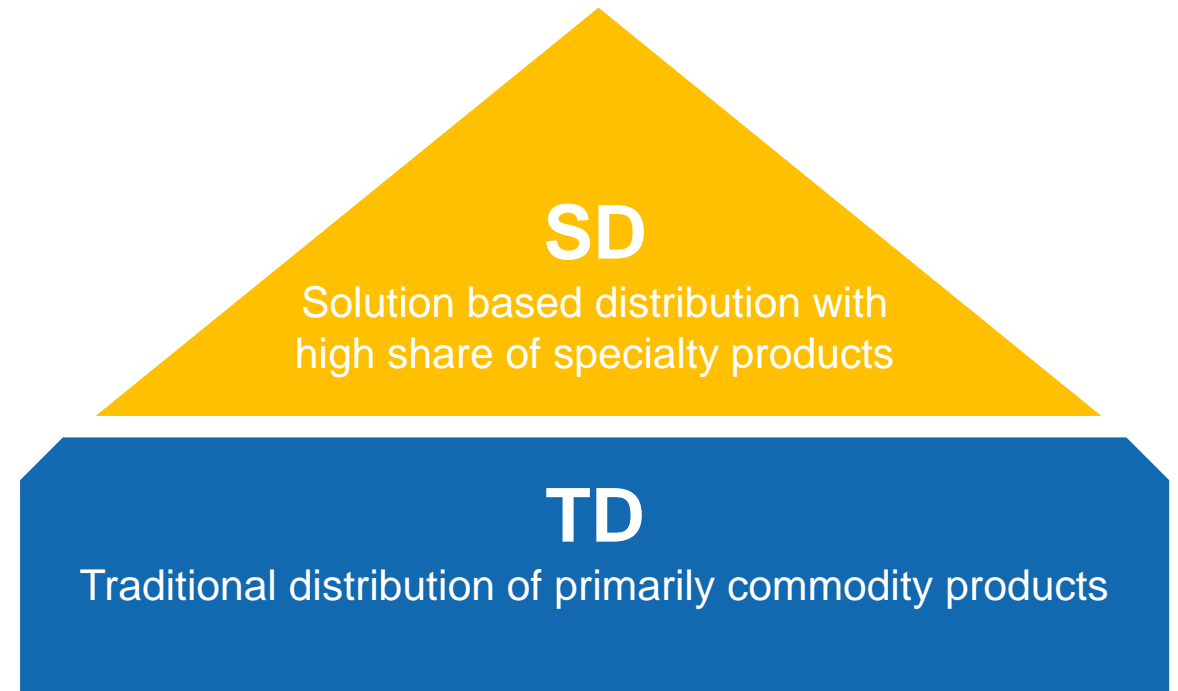 SD
Solution based distribution with
high share of specialty products
TD
Traditional distribution of primarily commodity products